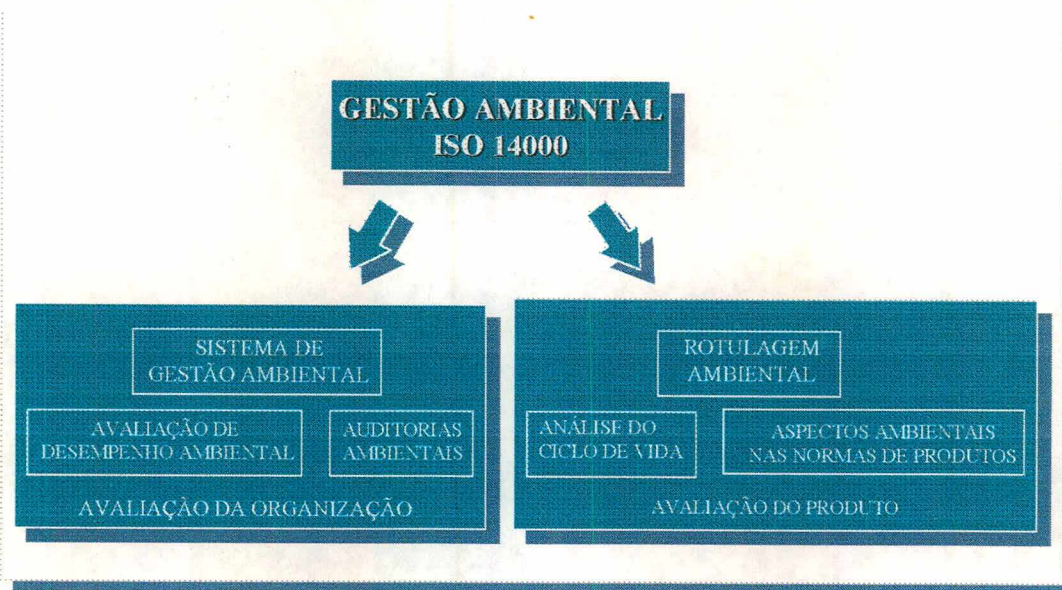 GESTÃO AMBIENTAL
ISO 14000
SISTEMA DE
GESTÃO AMBIENTAL
AVALIAÇÃO DE
DESEMPENHO AMBIENTAL
AUDITORIAS
AMBIENTAIS
AVALIAÇÃO DA ORGANIZAÇÃO
ROTULAGEM
AMBIENTAL
ANÁLISE DO
CICLO DE VIDA
ASPECTOS AMBIENTAIS
NAS NORMAS DE PRODUTOS
AVALIAÇÃO DO PRODUTO